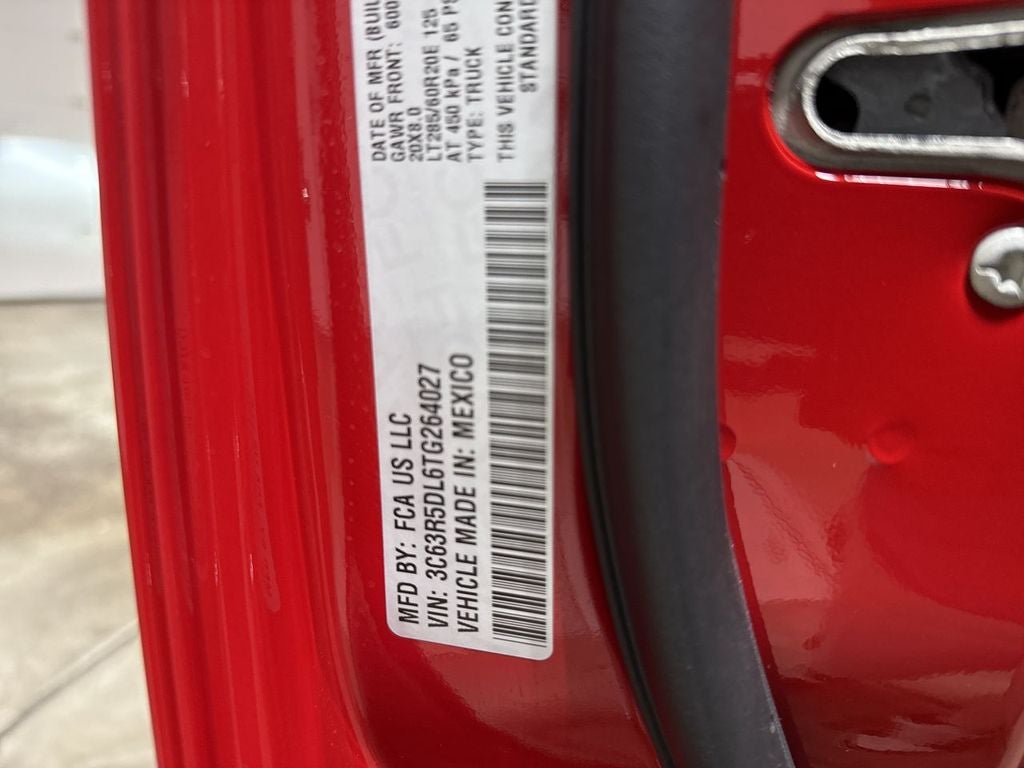 MFD BY: FCA US LLC
VIN: 3C63R5DL6TG264027
VEHICLE MADE IN: MEXICO
DATE OF MFR (BUIL
GAWR FRONT: 600
20X8.0
LT285/60R20E 125
AT 450 kPa / 65 PS
TYPE: TRUCK
THIS VEHICLE CON
STANDARD